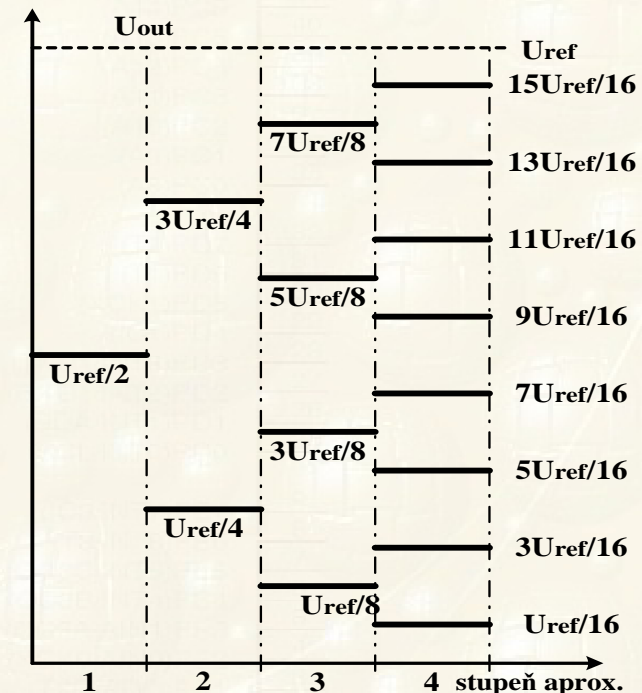 Uout
Uref
15Uref/16
7Uref/8
13Uref/16
3Uref/4
11Uref/16
5Uref/8
9Uref/16
Uref/2
7Uref/16
3Uref/8
5Uref/16
Uref/4
3Uref/16
Uref/8
Uref/16
1 2 3 4 stupeň aprox.